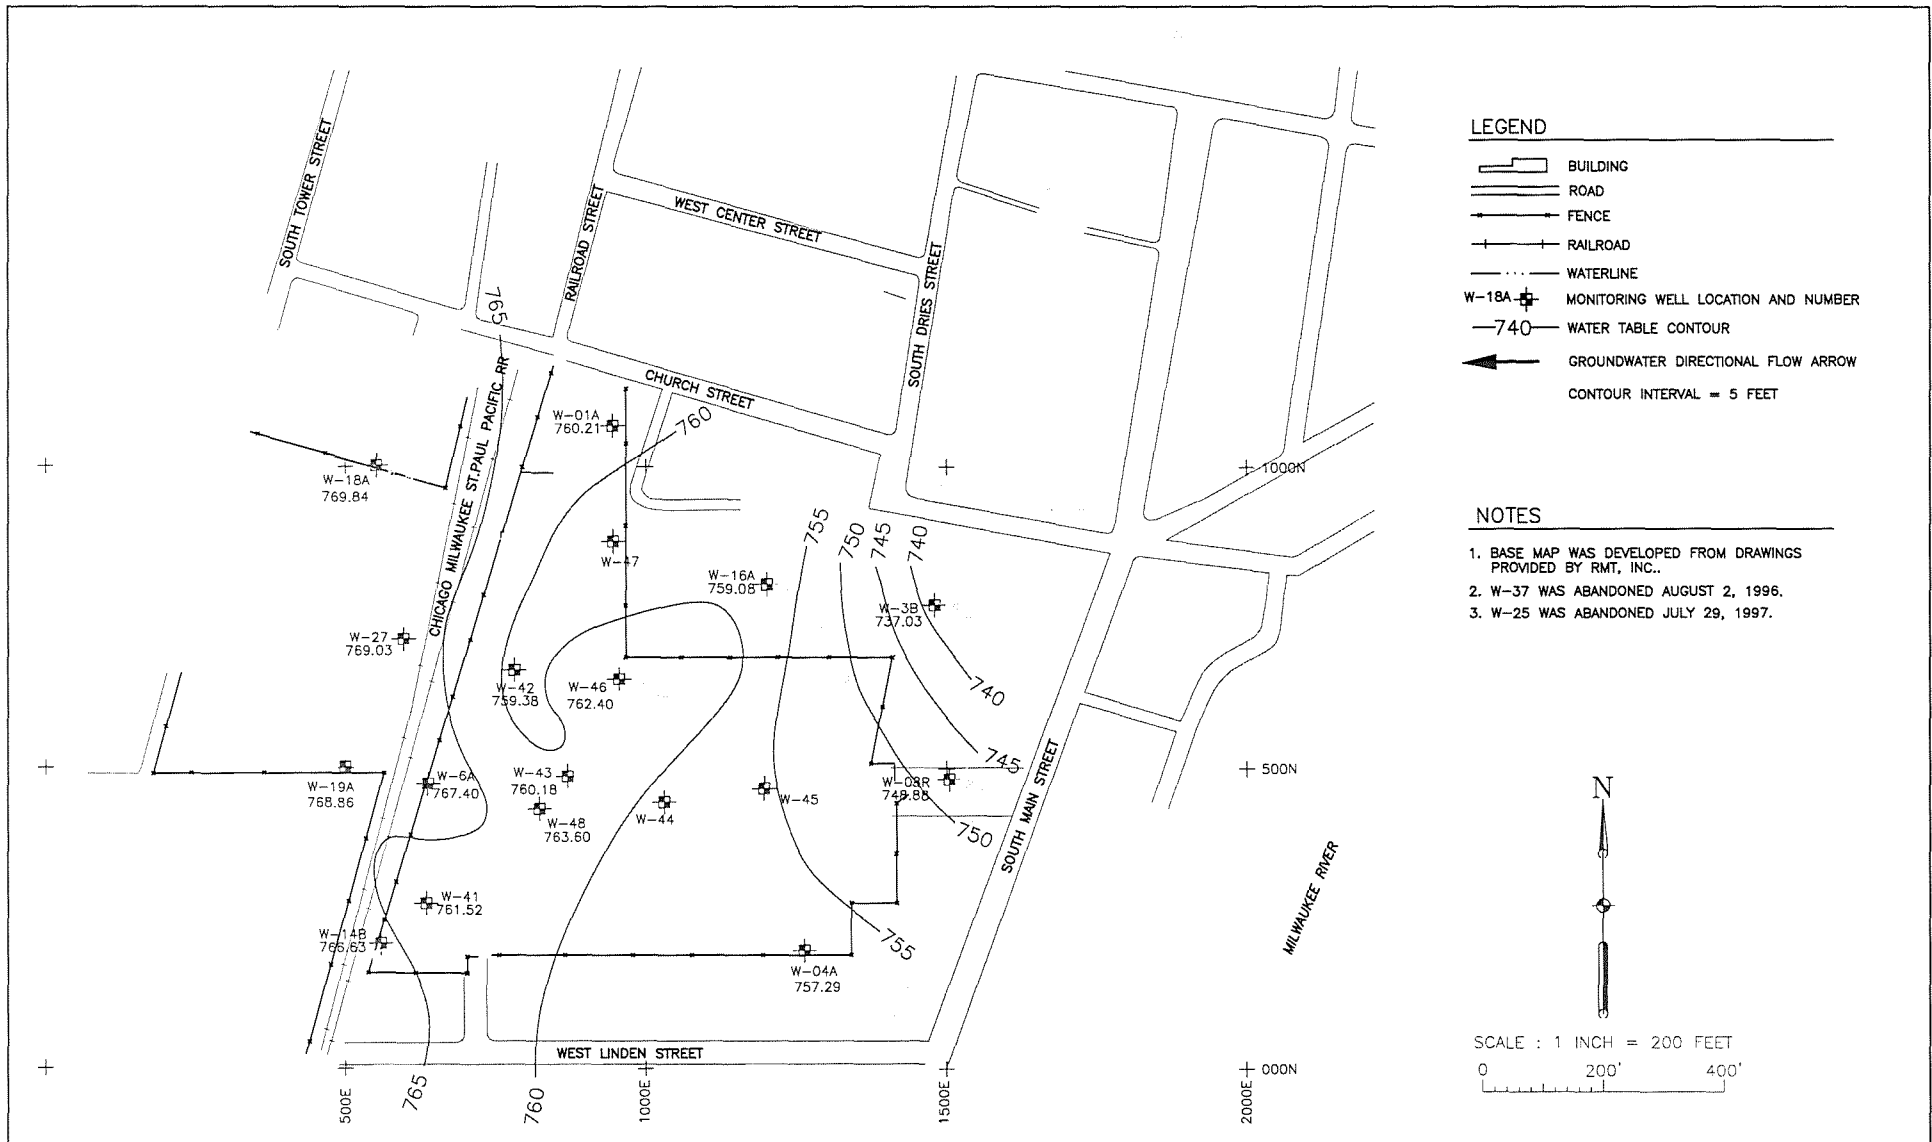 SOUTH TOWER STREET
RAILROAD STREET
WEST CENTER STREET
SOUTH DRIES STREET
CHURCH STREET
CHICAGO MILWAUKEE ST.PAUL PACIFIC RR
765
W-01A
760.21
760
W-18A
769.84
1000N
W-47
755
750
745
740
W-16A
759.08
W-3B
737.03
W-27
769.03
W-42
759.38
W-46
762.40
740
745
W-19A
768.86
W-6A
767.40
W-43
760.18
W-48
763.60
W-44
W-45
W-03R
749.88
500N
750
SOUTH MAIN STREET
MILWAUKEE RIVER
W-41
761.52
W-14B
766.63
755
W-04A
757.29
WEST LINDEN STREET
000N
765
760
500E
1000E
1500E
2000E
LEGEND
BUILDING
ROAD
FENCE
RAILROAD
WATERLINE
W-18A MONITORING WELL LOCATION AND NUMBER
740 WATER TABLE CONTOUR
GROUNDWATER DIRECTIONAL FLOW ARROW
CONTOUR INTERVAL = 5 FEET
NOTES
1. BASE MAP WAS DEVELOPED FROM DRAWINGS
PROVIDED BY RMT, INC..
2. W-37 WAS ABANDONED AUGUST 2, 1996.
3. W-25 WAS ABANDONED JULY 29, 1997.
N
SCALE : 1 INCH = 200 FEET
0 200' 400'